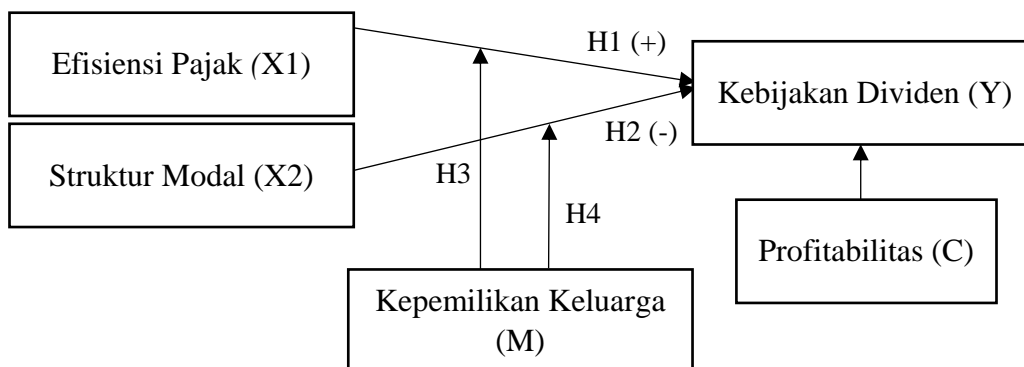 Efisiensi Pajak (X1)
H1 (+)
Kebijakan Dividen (Y)
Struktur Modal (X2)
H2 (-)
H3
H4
Profitabilitas (C)
Kepemilikan Keluarga
(M)